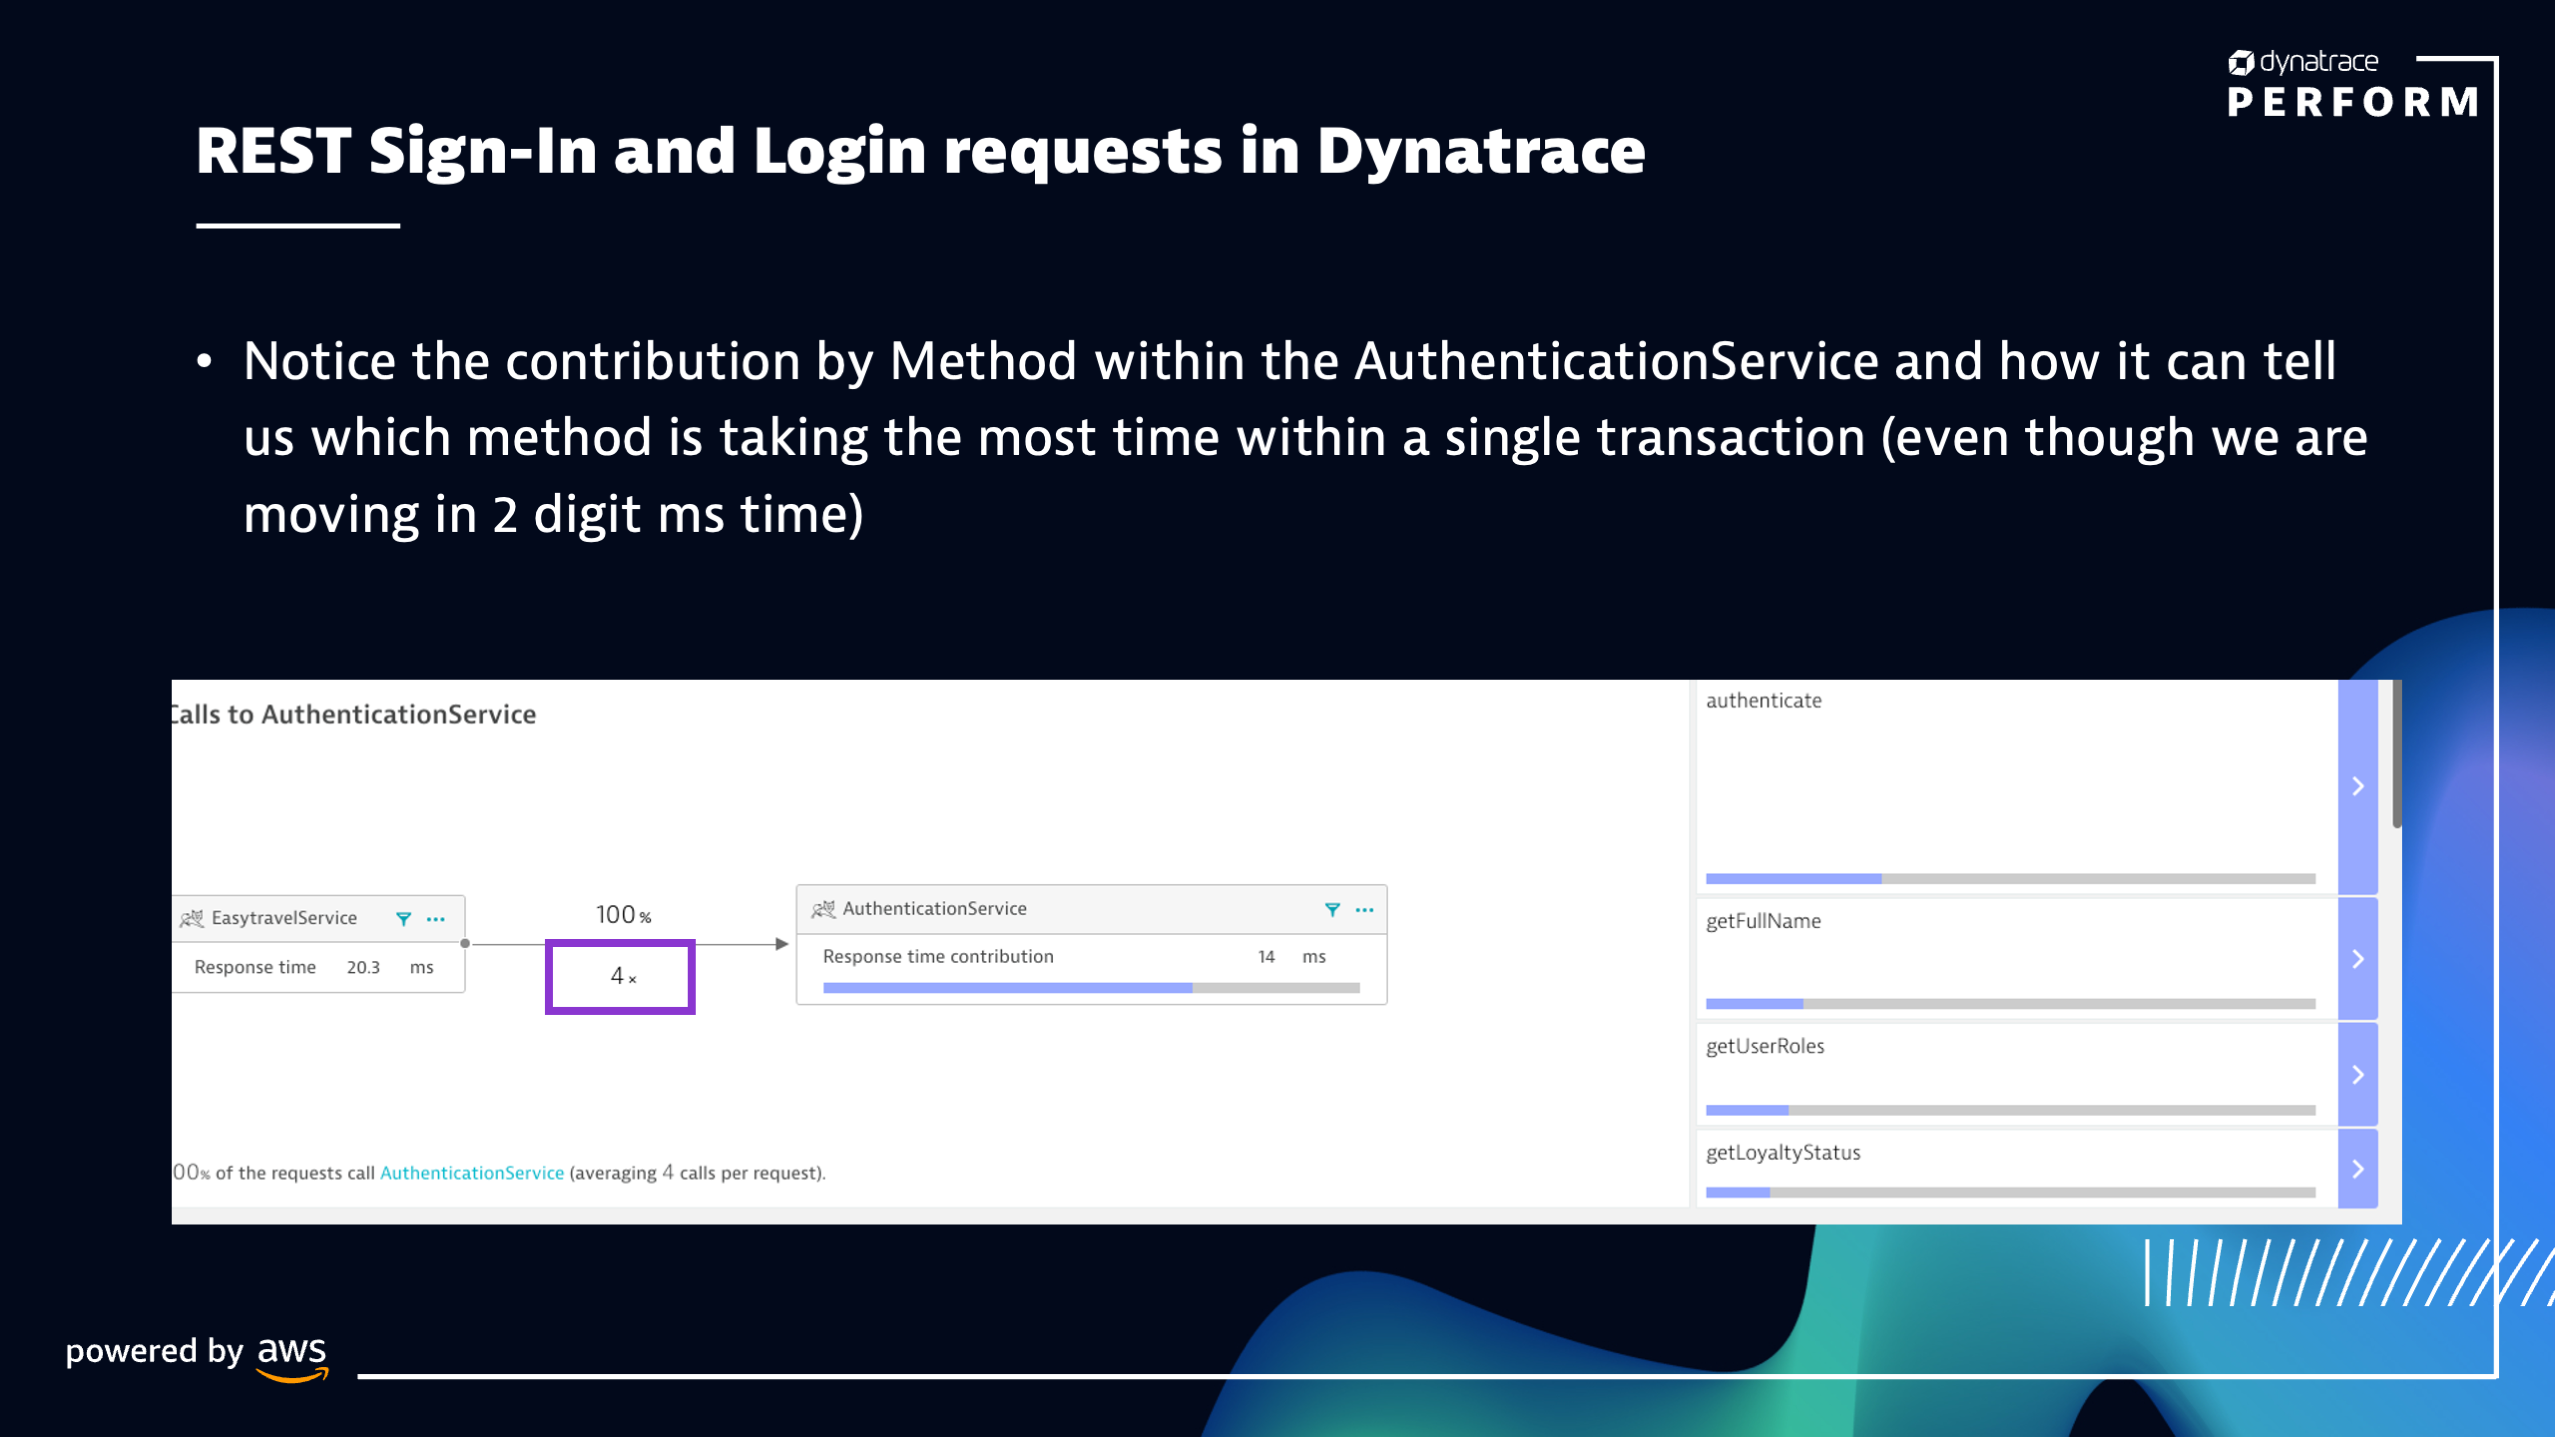 dynatrace
PERFORM
REST Sign-In and Login requests in Dynatrace
• Notice the contribution by Method within the AuthenticationService and how it can tell
us which method is taking the most time within a single transaction (even though we are
moving in 2 digit ms time)
Calls to AuthenticationService
EasytravelService
Response time 20.3 ms
100 %
4 ×
AuthenticationService
Response time contribution 14 ms
00% of the requests call AuthenticationService (averaging 4 calls per request).
authenticate
getFullName
getUserRoles
getLoyaltyStatus
powered by aws